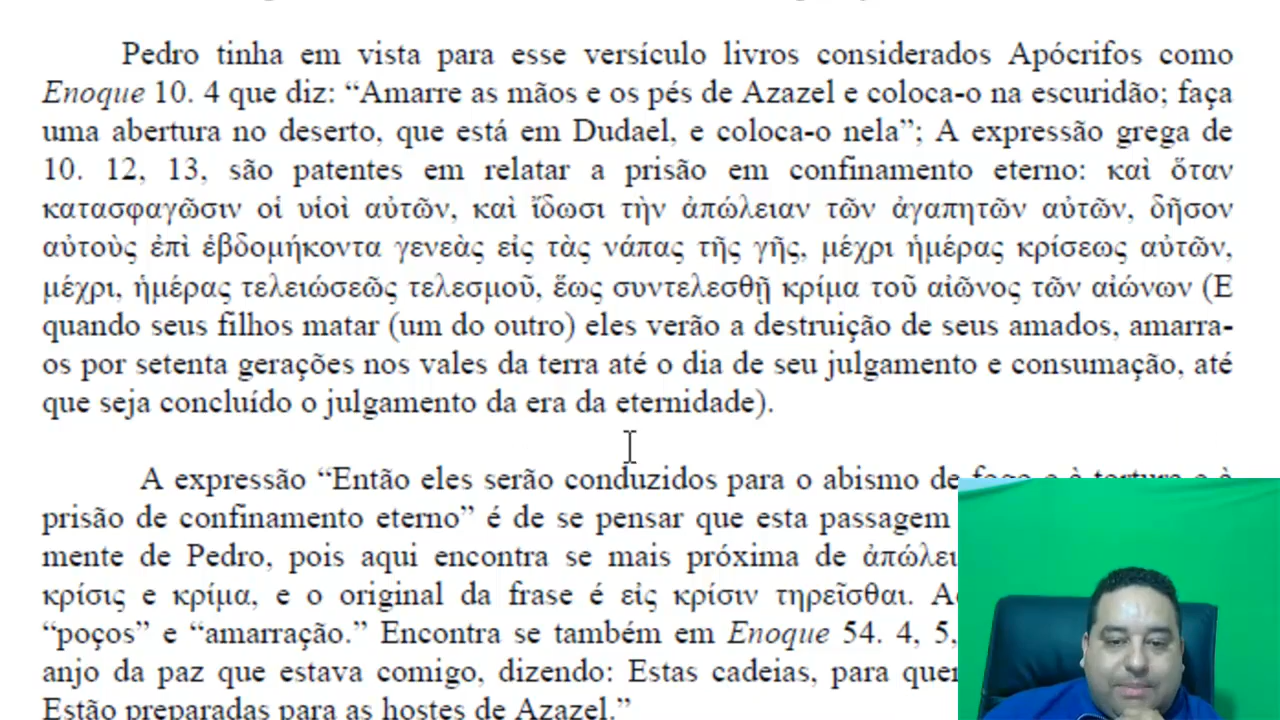 Pedro tinha em vista para esse versículo livros considerados Apócrifos como
Enoque 10. 4 que diz: “Amarre as mãos e os pés de Azazel e coloca-o na escuridão; faça
uma abertura no deserto, que está em Dudael, e coloca-o nela”; A expressão grega de
10. 12, 13, são patentes em relatar a prisão em confinamento eterno: καὶ ὅταν
κατασφαγῶσιν οἱ υἱοὶ αὐτῶν, καὶ ἴδωσι τὴν ἀπώλειαν τῶν ἀγαπητῶν αὐτῶν, δῆσον
αὐτοὺς ἐπὶ ἑβδομήκοντα γενεὰς εἰς τὰς νάπας τῆς γῆς, μέχρι ἡμέρας κρίσεως αὐτῶν,
μέχρι, ἡμέρας τελειώσεῶς τελεσμοῦ, ἕως συντελεσθῇ κρίμα τοῦ αἰῶνος τῶν αἰώνων (E
quando seus filhos matar (um do outro) eles verão a destruição de seus amados, amarra-
os por setenta gerações nos vales da terra até o dia de seu julgamento e consumação, até
que seja concluído o julgamento da era da eternidade).
A expressão “Então eles serão conduzidos para o abismo de
prisão de confinamento eterno” é de se pensar que esta passagem
mente de Pedro, pois aqui encontra se mais próxima de
κρίσις e κρίμα, e o original da frase é εἰς κρίσιν τηρεῖσθαι.
“poços” e “amarração.” Encontra se também em Enoque 54. 4, 5,
anjo da paz que estava comigo, dizendo: Estas cadeias, para
Estão preparadas para as hostes de Azazel.”